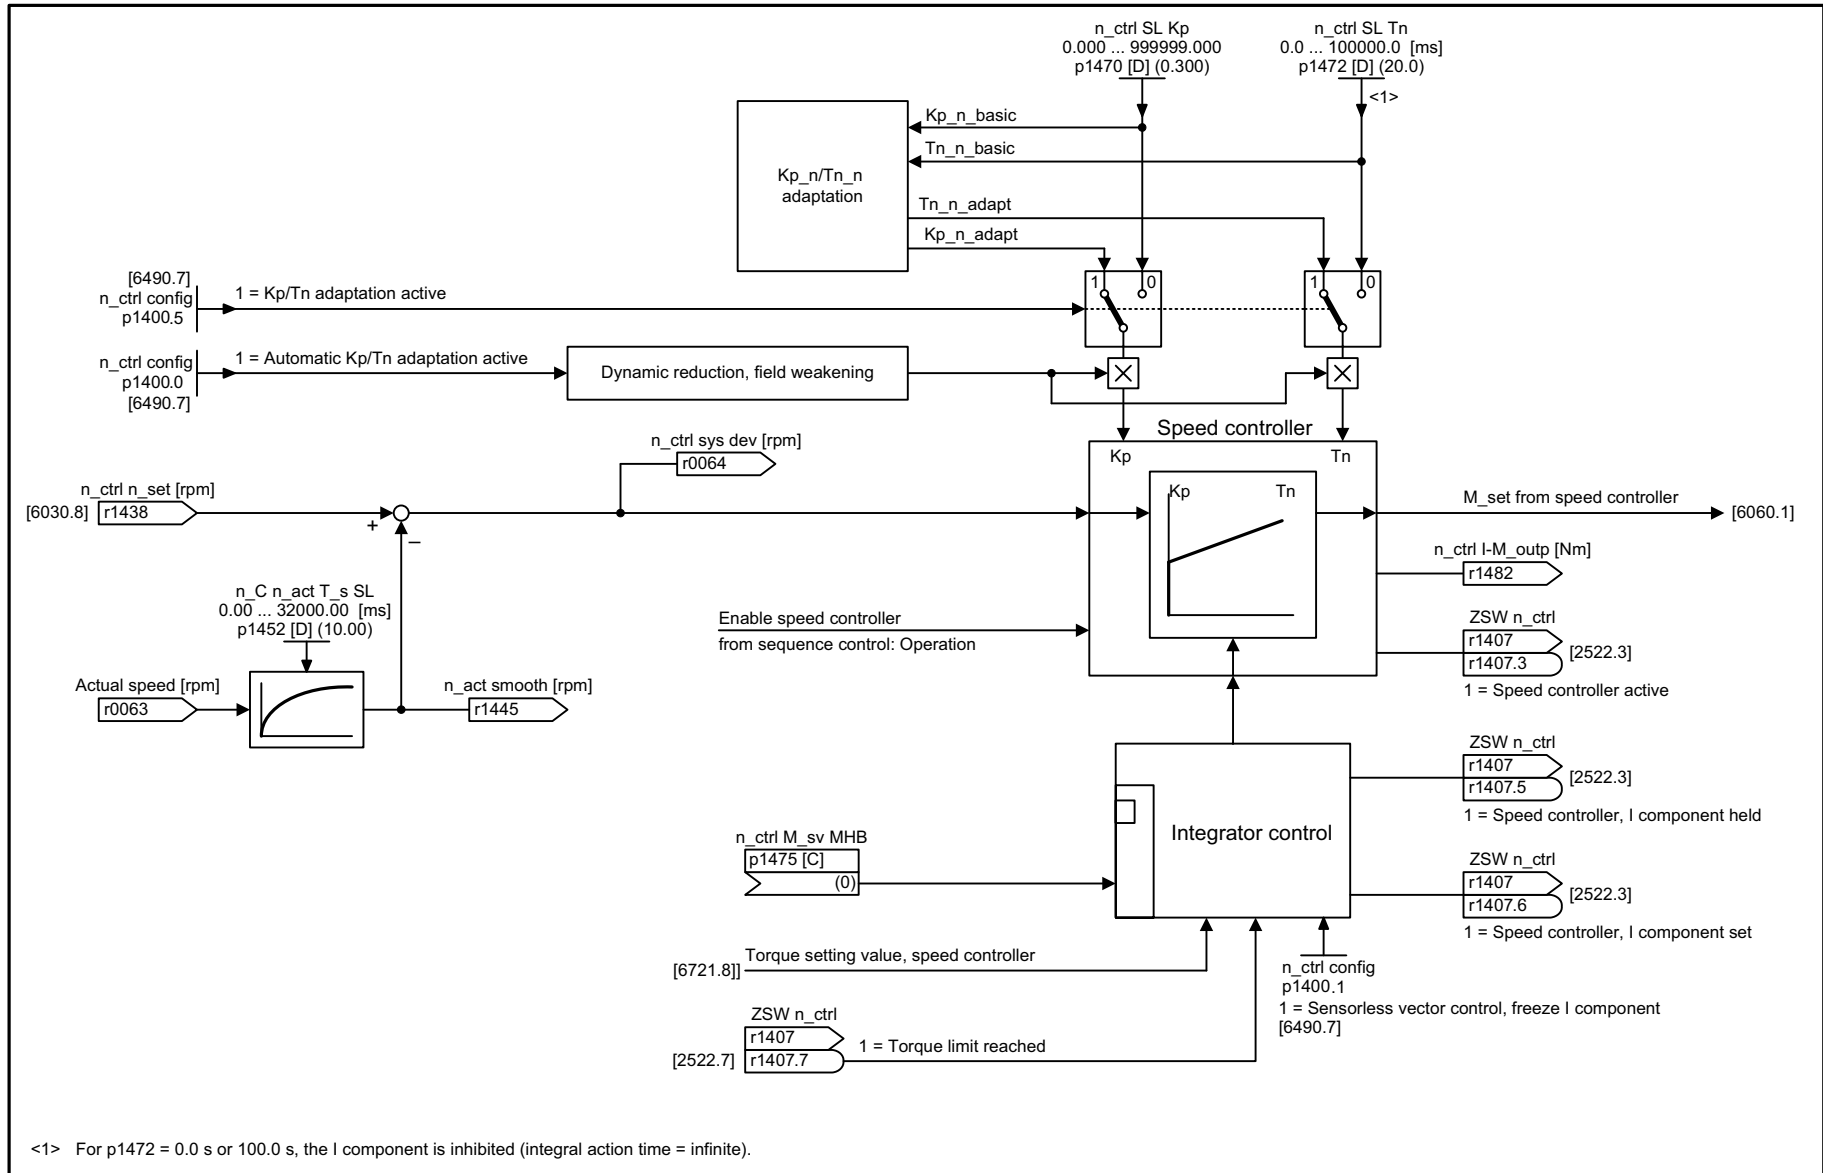 n_ctrl SL Kp
0.000 ... 999999.000
p1470 [D] (0.300)
n_ctrl SL Tn
0.0 ... 100000.0 [ms]
p1472 [D] (20.0)
<1>
Kp_n_basic
Tn_n_basic
Kp_n/Tn_n
adaptation
Tn_n_adapt
Kp_n_adapt
[6490.7]
n_ctrl config
p1400.5
1 = Kp/Tn adaptation active
1
0
1
0
n_ctrl config
p1400.0
[6490.7]
1 = Automatic Kp/Tn adaptation active
Dynamic reduction, field weakening
Speed controller
Kp
Tn
n_ctrl sys dev [rpm]
r0064
n_ctrl n_set [rpm]
[6030.8]
r1438
+
–
Kp
Tn
M_set from speed controller
[6060.1]
n_ctrl I-M_outp [Nm]
r1482
n_C n_act T_s SL
0.00 ... 32000.00 [ms]
p1452 [D] (10.00)
Enable speed controller
from sequence control: Operation
ZSW n_ctrl
r1407
r1407.3
[2522.3]
1 = Speed controller active
Actual speed [rpm]
r0063
n_act smooth [rpm]
r1445
ZSW n_ctrl
r1407
r1407.5
[2522.3]
1 = Speed controller, I component held
Integrator control
n_ctrl M_sv MHB
p1475 [C]
(0)
ZSW n_ctrl
r1407
r1407.6
[2522.3]
1 = Speed controller, I component set
[6721.8]]
Torque setting value, speed controller
n_ctrl config
p1400.1
1 = Sensorless vector control, freeze I component
[6490.7]
ZSW n_ctrl
r1407
r1407.7
[2522.7]
1 = Torque limit reached
<1> For p1472 = 0.0 s or 100.0 s, the I component is inhibited (integral action time = infinite).